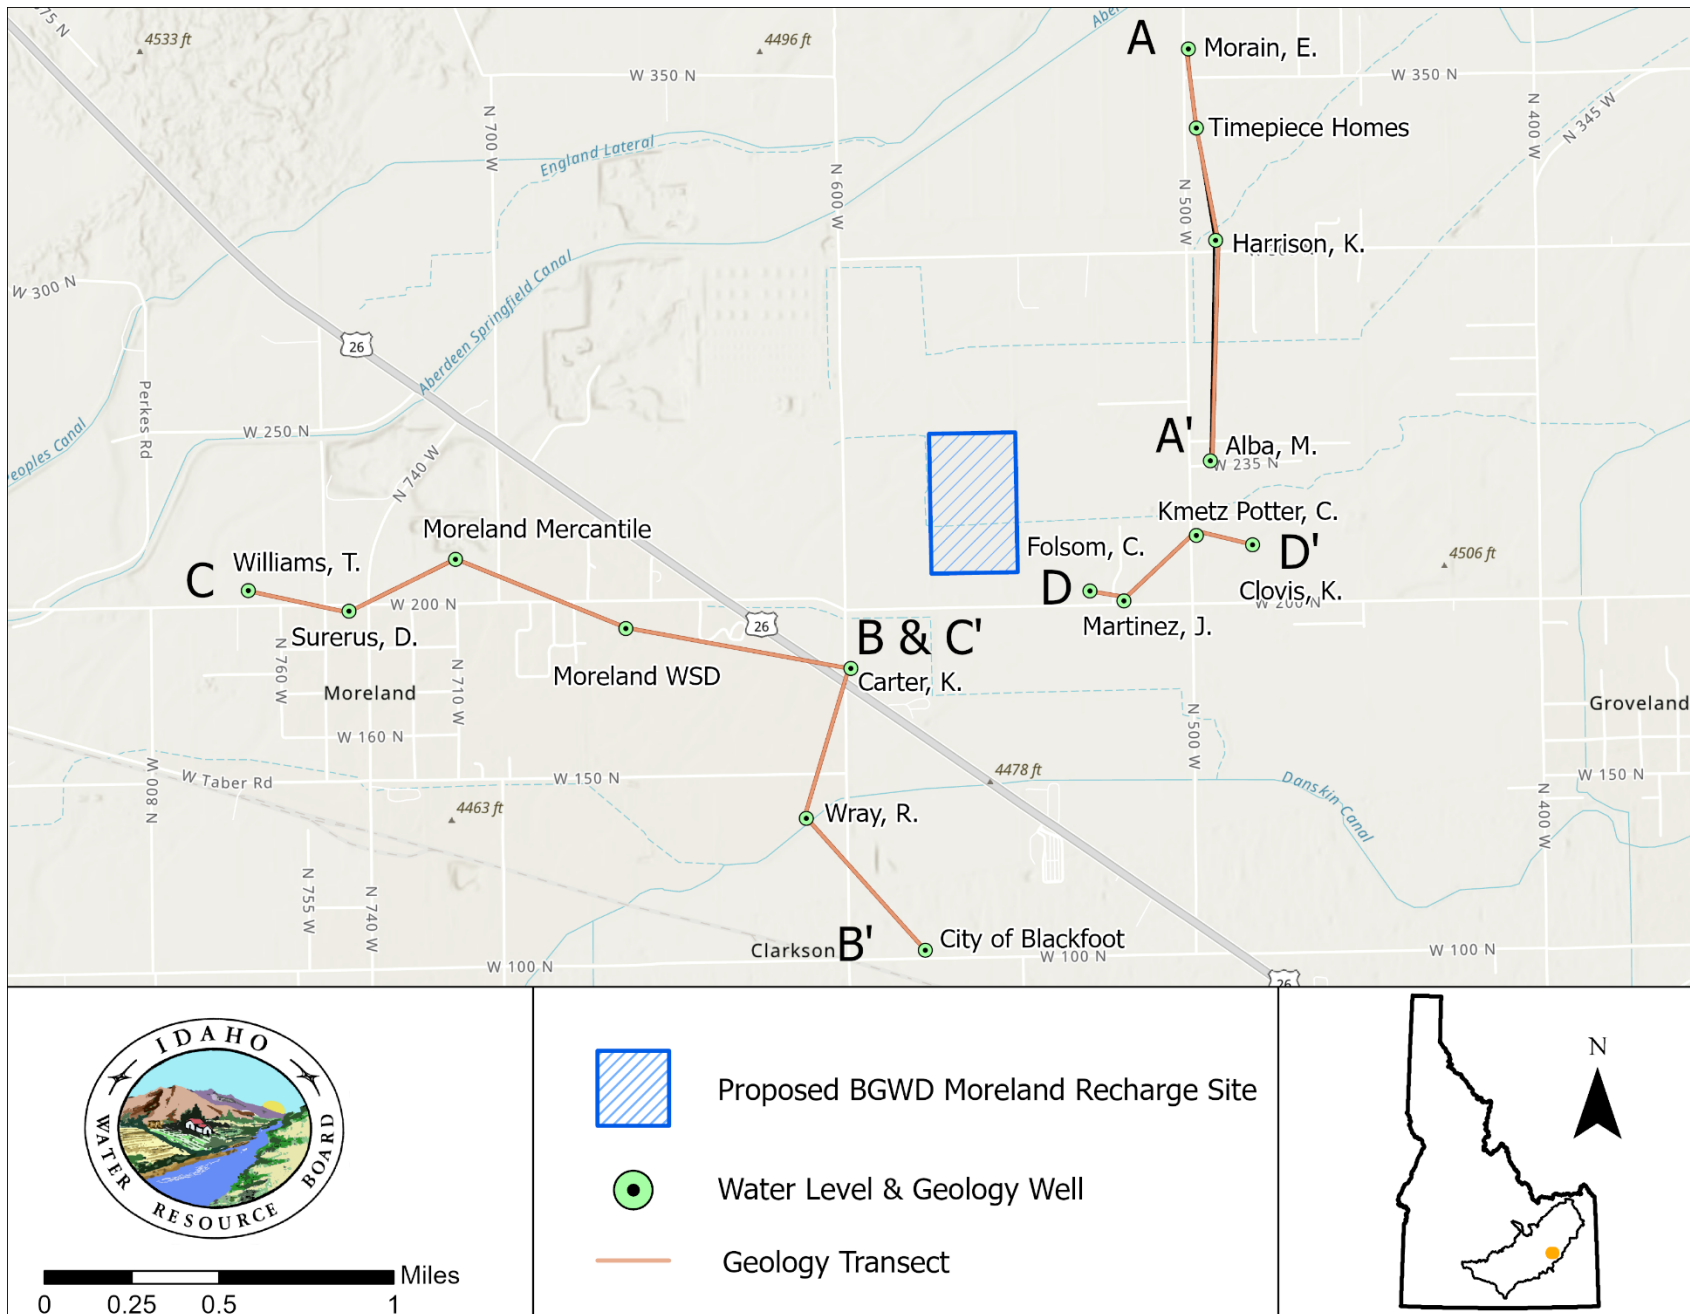 N 75 N
4533 ft
4496 ft
A
Morain, E.
W 350 N
W 350 N
N 700 W
England Lateral
N 600 W
Timepiece Homes
N 400 W
N 345 W
N 500 W
Harrison, K.
W 300 N
26
Aberdeen Springfield Canal
Perkes Rd
Peoples Canal
W 250 N
N 740 W
A'
Alba, M.
W 235 N
Moreland Mercantile
Kmetz Potter, C.
Williams, T.
C
Folsom, C.
D'
4506 ft
Clovis, K.
D
W 200 N
W 200 N
Surerus, D.
Martinez, J.
26
B & C'
Moreland WSD
Carter, K.
N 760 W
N 710 W
Moreland
Groveland
W 160 N
N 500 W
W Taber Rd
W 150 N
4478 ft
W 150 N
N 800 W
4463 ft
Wray, R.
Danskin Canal
N 400 W
N 755 W
N 740 W
Clarkson
B'
City of Blackfoot
W 100 N
W 100 N
W 100 N
26
IDAHO
WATER
RESOURCE
BOARD
Miles
0 0.25 0.5 1
Proposed BGWD Moreland Recharge Site
Water Level & Geology Well
Geology Transect
N